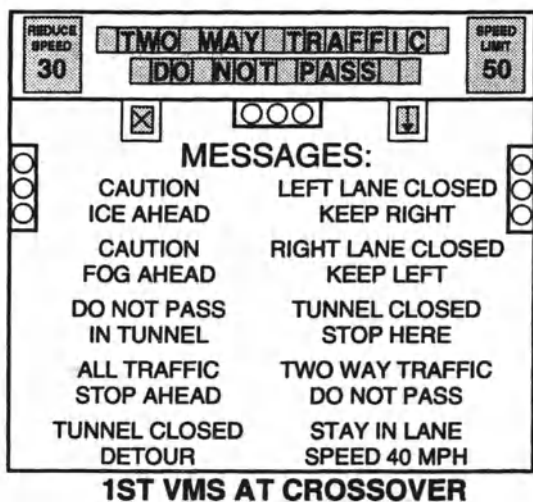 REDUCE SPEED 30
TWO WAY TRAFFIC
DO NOT PASS
SPEED LIMIT 50
MESSAGES:
CAUTION
ICE AHEAD
LEFT LANE CLOSED
KEEP RIGHT
CAUTION
FOG AHEAD
RIGHT LANE CLOSED
KEEP LEFT
DO NOT PASS
IN TUNNEL
TUNNEL CLOSED
STOP HERE
ALL TRAFFIC
STOP AHEAD
TWO WAY TRAFFIC
DO NOT PASS
TUNNEL CLOSED
DETOUR
STAY IN LANE
SPEED 40 MPH
1ST VMS AT CROSSOVER